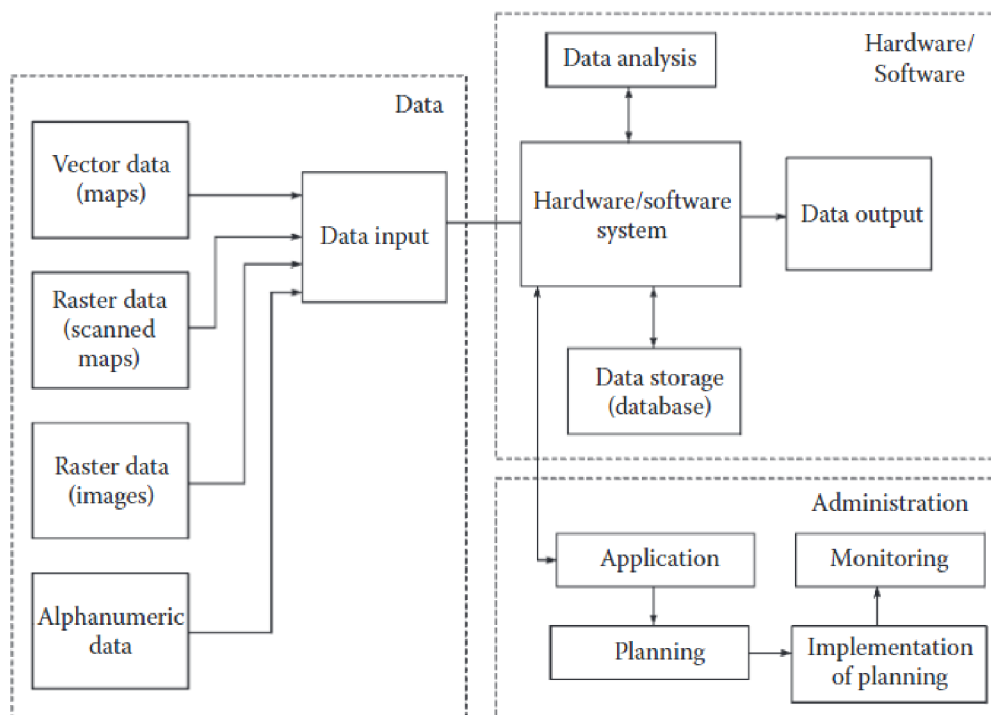 Data
Vector data
(maps)
Raster data
(scanned
maps)
Raster data
(images)
Alphanumeric
data
Data input
Hardware/
Software
Data analysis
Hardware/software
system
Data output
Data storage
(database)
Administration
Application
Monitoring
Planning
Implementation
of planning